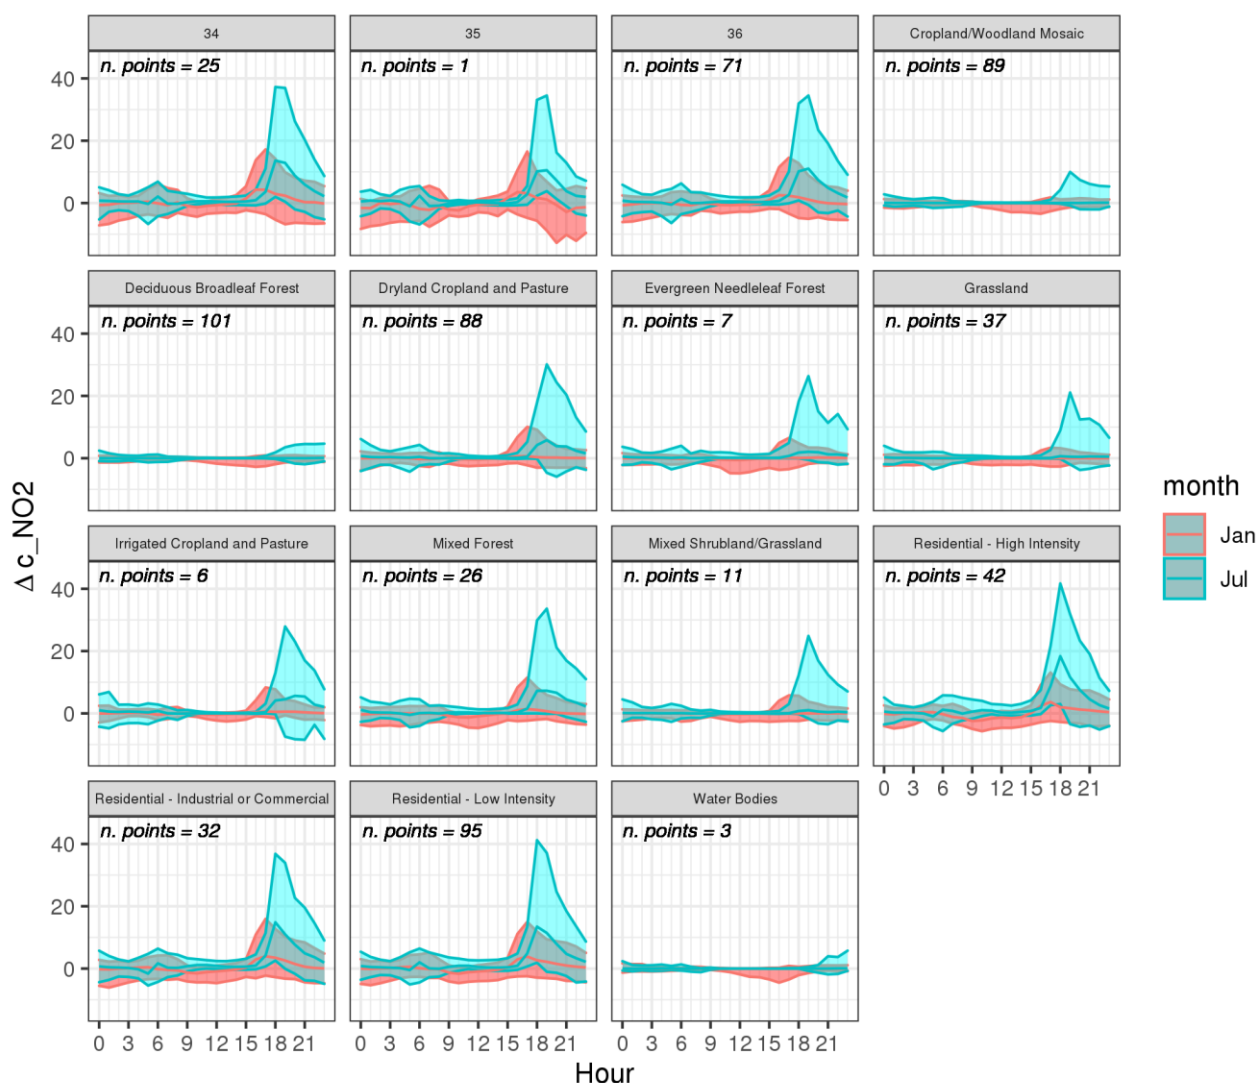 34 35 36 Cropland/Woodland Mosaic
n. points = 25 n. points = 1 n. points = 71 n. points = 89
40
20
0
Deciduous Broadleaf Forest Dryland Cropland and Pasture Evergreen Needleleaf Forest Grassland
n. points = 101 n. points = 88 n. points = 7 n. points = 37
40
20
0
Irrigated Cropland and Pasture Mixed Forest Mixed Shrubland/Grassland Residential - High Intensity
n. points = 6 n. points = 26 n. points = 11 n. points = 42
40
20
0
0 3 6 9 12 15 18 21
Residential - Industrial or Commercial Residential - Low Intensity Water Bodies
n. points = 32 n. points = 95 n. points = 3
40
20
0
0 3 6 9 12 15 18 21 0 3 6 9 12 15 18 21 0 3 6 9 12 15 18 21
Hour
Δ c_NO2
month
Jan
Jul